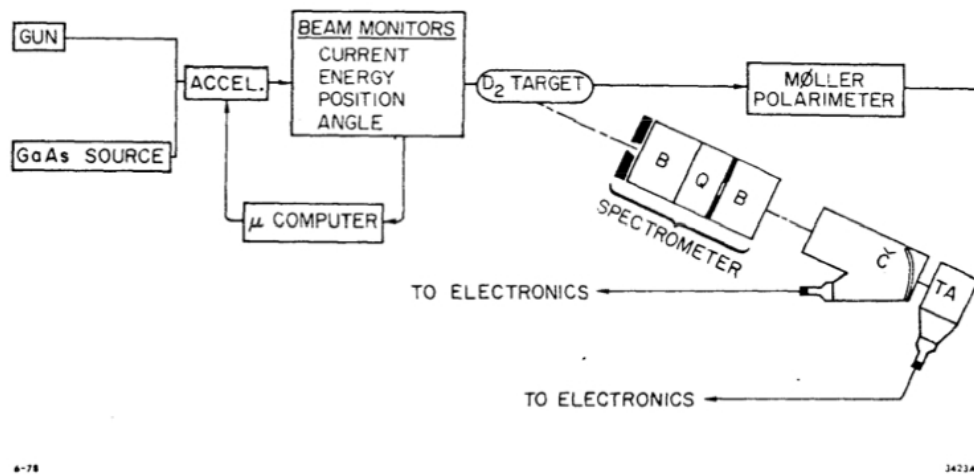 GUN
GaAs SOURCE
ACCEL.
BEAM MONITORS
CURRENT
ENERGY
POSITION
ANGLE
μ COMPUTER
D2 TARGET
MØLLER
POLARIMETER
B
Q
B
SPECTROMETER
Č
TA
TO ELECTRONICS
TO ELECTRONICS
6-78
3423A